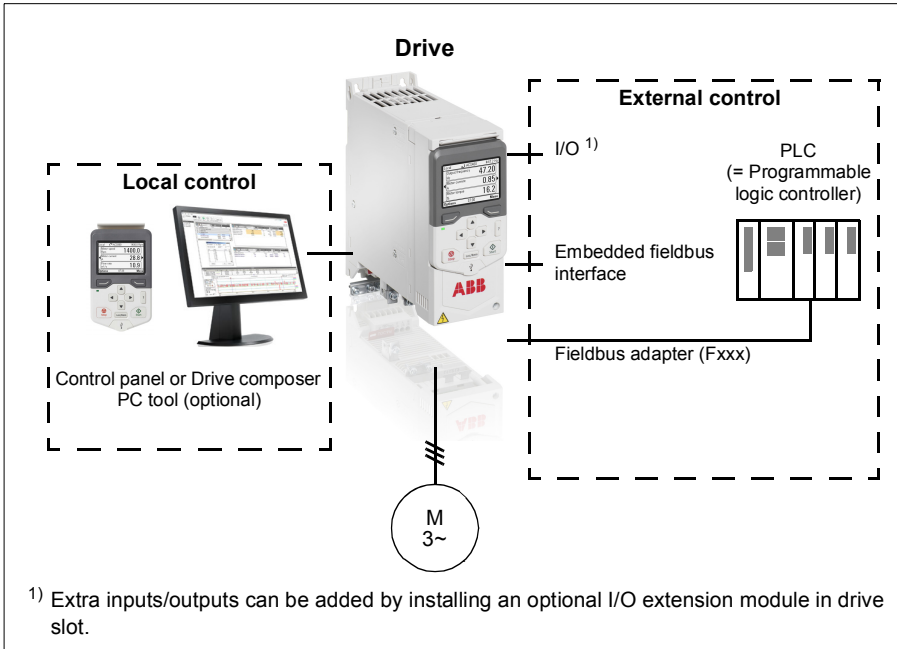 Drive
External control
I/O 1)
PLC
(= Programmable
logic controller)
Local control
47.20
0.85
16.2
1400.0
28.8
10.9
Embedded fieldbus
interface
ABB
Fieldbus adapter (Fxxx)
Control panel or Drive composer
PC tool (optional)
M
3~
1) Extra inputs/outputs can be added by installing an optional I/O extension module in drive
slot.